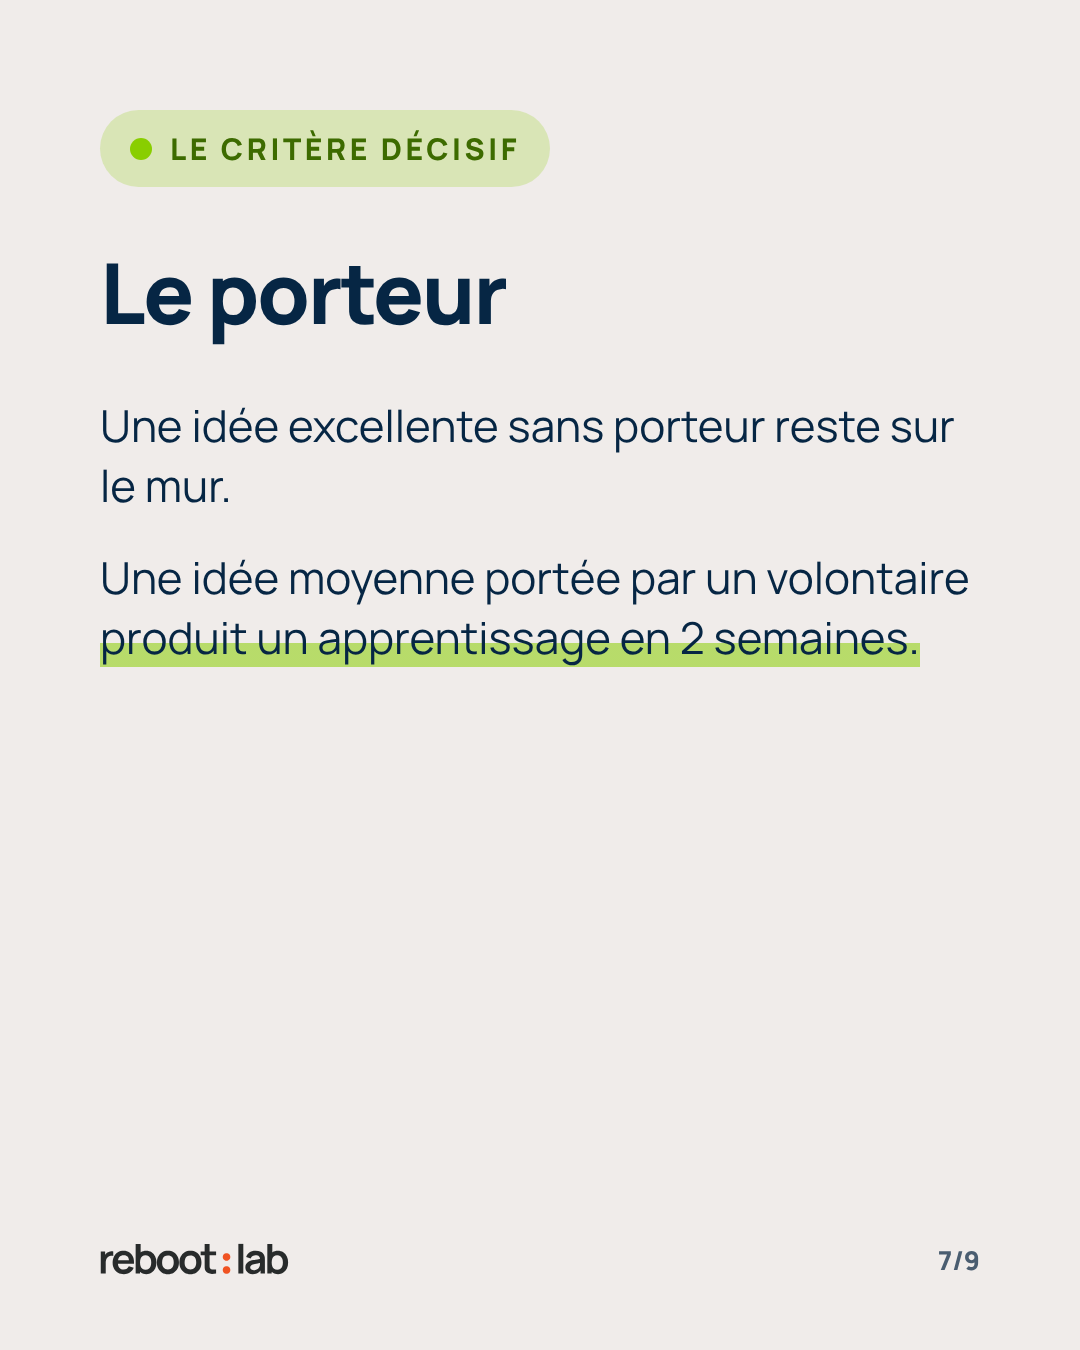 LE CRITÈRE DÉCISIF
Le porteur
Une idée excellente sans porteur reste sur
le mur.
Une idée moyenne portée par un volontaire
produit un apprentissage en 2 semaines.
reboot:lab
7/9